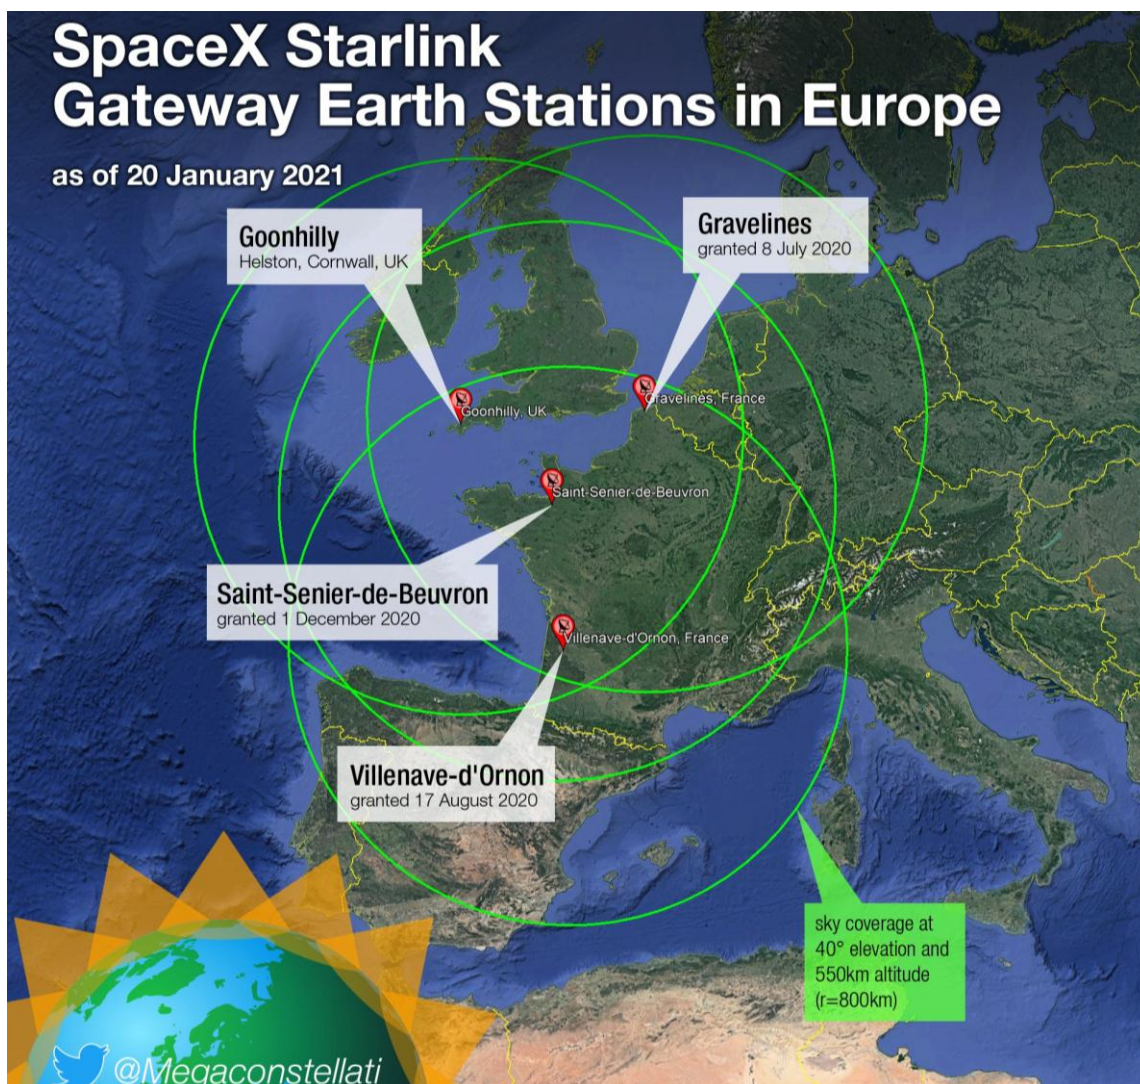 SpaceX Starlink
Gateway Earth Stations in Europe
as of 20 January 2021
Goonhilly
Helston, Cornwall, UK
Gravelines
granted 8 July 2020
Goonhilly, UK
Gravelines, France
Saint-Senier-de-Beuvron
Saint-Senier-de-Beuvron
granted 1 December 2020
Villenave-d'Ornon, France
Villenave-d'Ornon
granted 17 August 2020
sky coverage at
40° elevation and
550km altitude
(r=800km)
@Megaconstellati